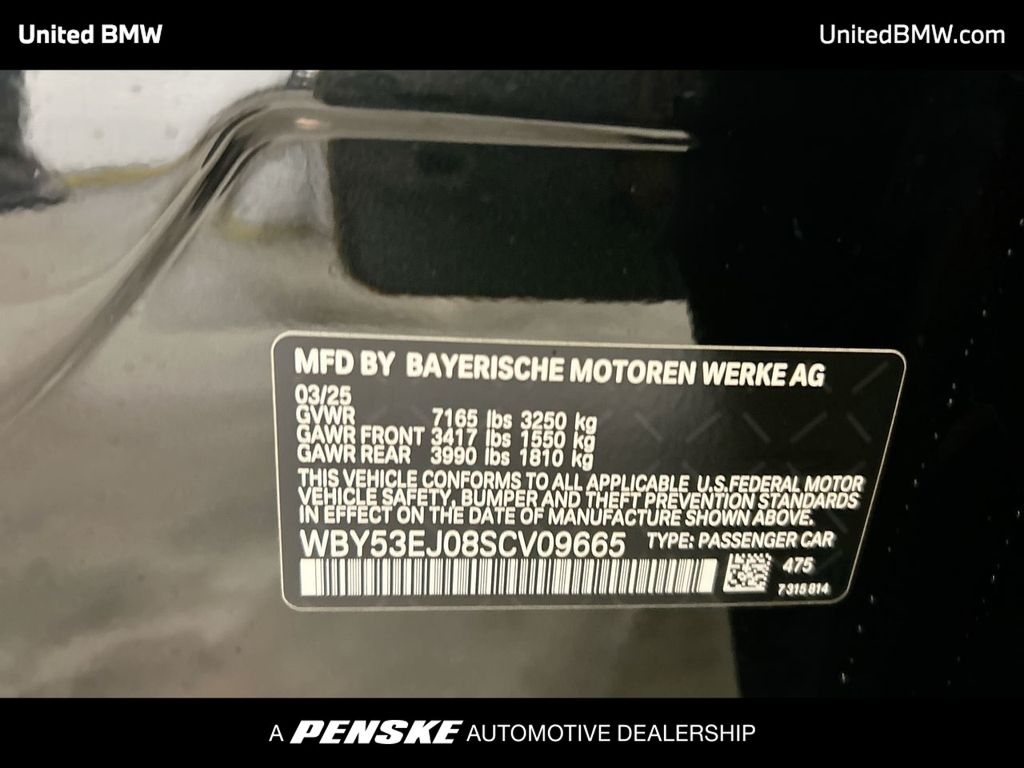 United BMW
UnitedBMW.com
MFD BY BAYERISCHE MOTOREN WERKE AG
03/25
GVWR 7165 lbs 3250 kg
GAWR FRONT 3417 lbs 1550 kg
GAWR REAR 3990 lbs 1810 kg
THIS VEHICLE CONFORMS TO ALL APPLICABLE U.S.FEDERAL MOTOR
VEHICLE SAFETY, BUMPER AND THEFT PREVENTION STANDARDS
IN EFFECT ON THE DATE OF MANUFACTURE SHOWN ABOVE.
WBY53EJ08SCV09665 TYPE: PASSENGER CAR
475
7315814
A PENSKE AUTOMOTIVE DEALERSHIP